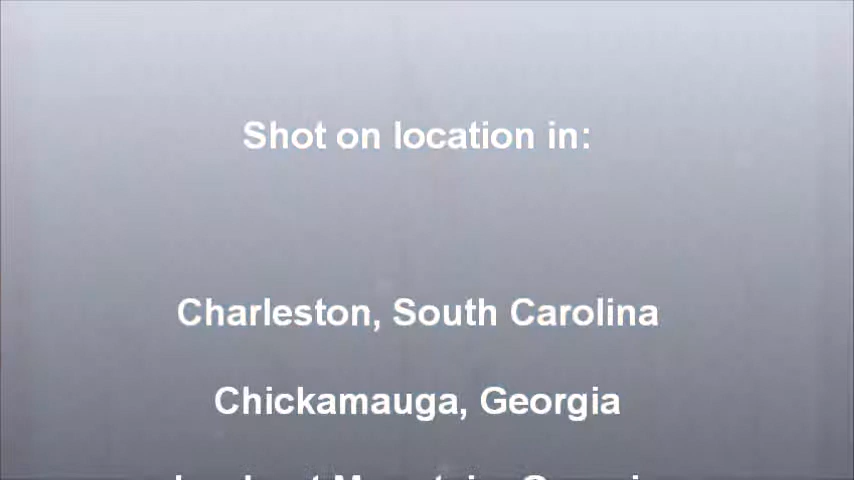 Shot on location in:
Charleston, South Carolina
Chickamauga, Georgia